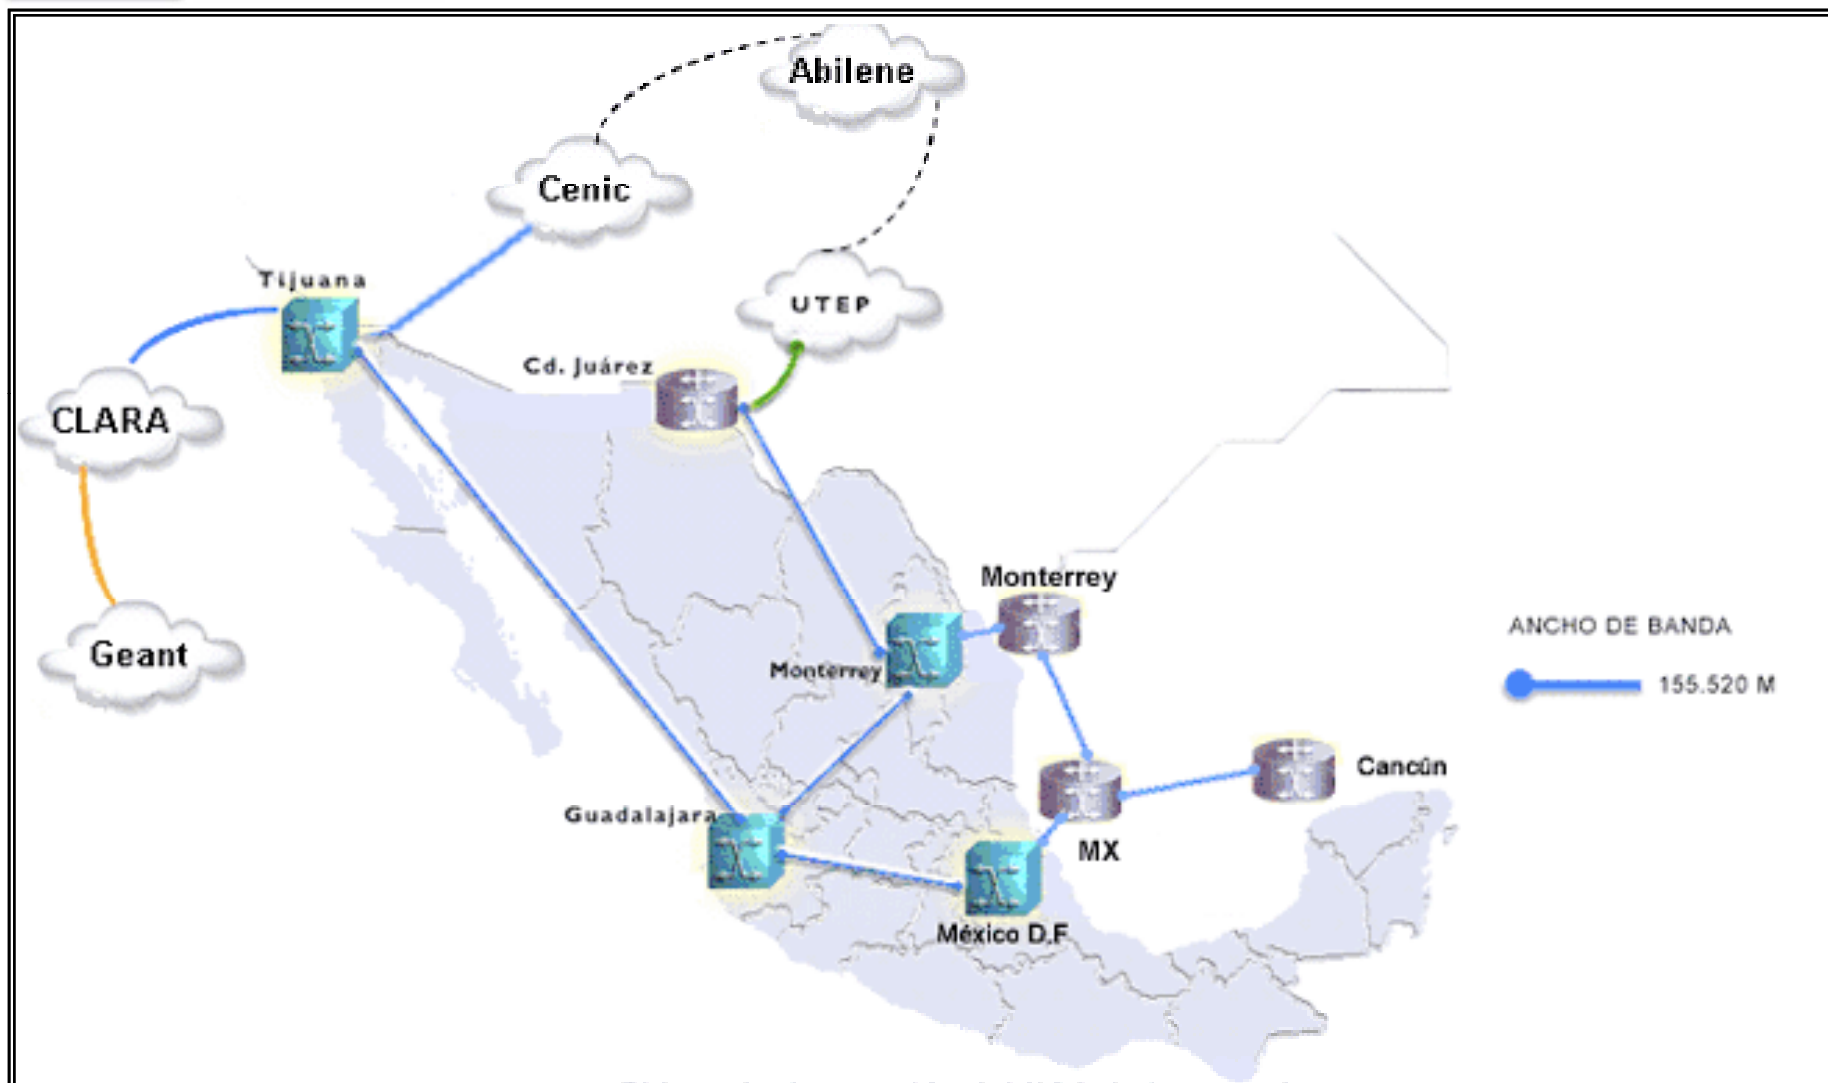 Abilene
Cenic
Tijuana
UTEP
Cd. Juárez
CLARA
Monterrey
ANCHO DE BANDA
Geant
Monterrey
155.520 M
Cancún
Guadalajara
MX
México D.F